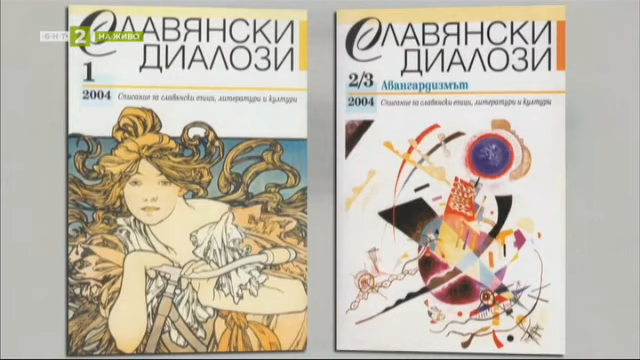 БНТ 2 НА ЖИВО
СЛАВЯНСКИ
ДИАЛОЗИ
1
2004
Списание за славянски езици, литератури и култури
СЛАВЯНСКИ
ДИАЛОЗИ
2/3
Авангардизмът
2004
Списание за славянски езици, литератури и култури